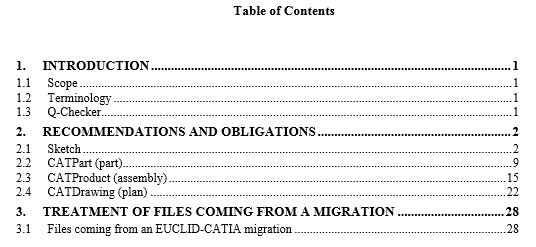 Table of Contents
1. INTRODUCTION 1
1.1 Scope 1
1.2 Terminology 1
1.3 Q-Checker 1
2. RECOMMENDATIONS AND OBLIGATIONS 2
2.1 Sketch 2
2.2 CATPart (part) 9
2.3 CATProduct (assembly) 15
2.4 CATDrawing (plan) 22
3. TREATMENT OF FILES COMING FROM A MIGRATION 28
3.1 Files coming from an EUCLID-CATIA migration 28